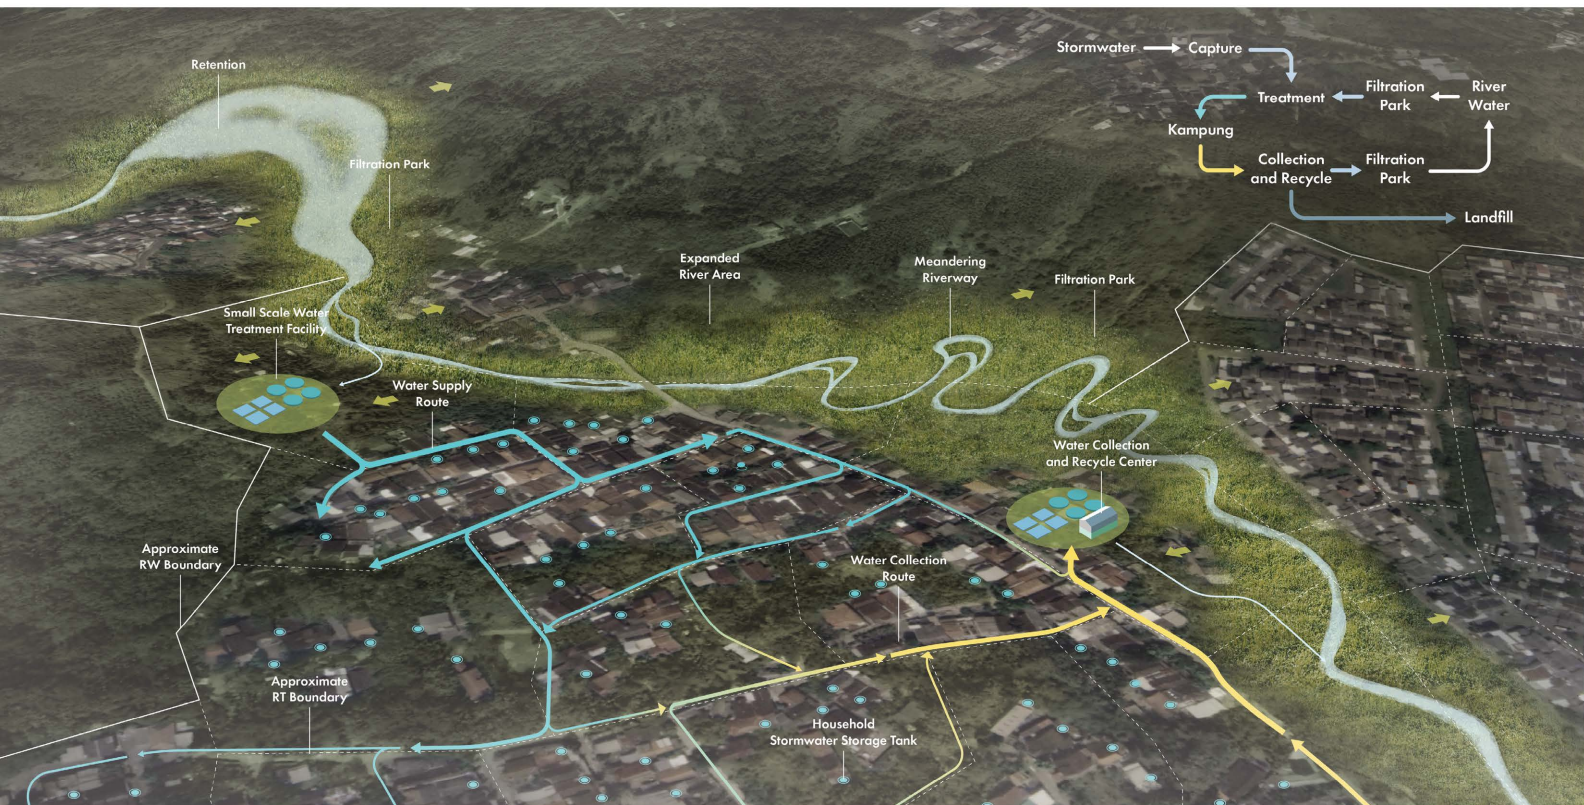 Retention
Filtration Park
Small Scale Water
Treatment Facility
Water Supply
Route
Expanded
River Area
Meandering
Riverway
Filtration Park
Water Collection
and Recycle Center
Approximate
RW Boundary
Water Collection
Route
Approximate
RT Boundary
Household
Stormwater Storage Tank
Stormwater
Capture
Treatment
Filtration
Park
River
Water
Kampung
Collection
and Recycle
Filtration
Park
Landfill